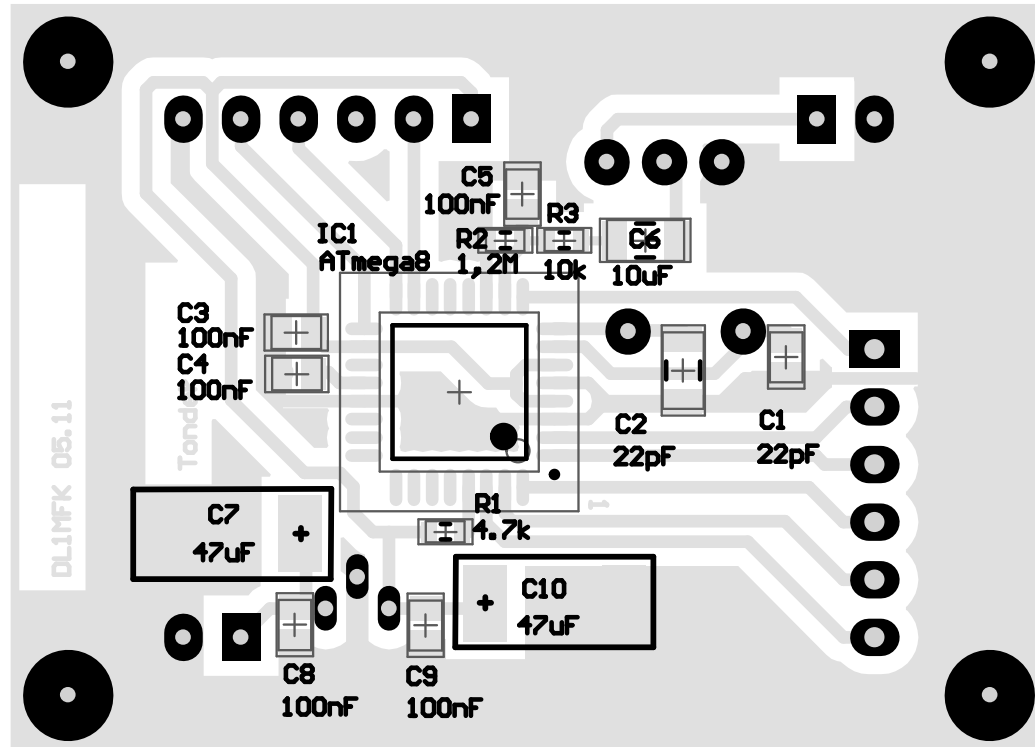 C5
100nF
R3
IC1
ATmega8
R2
1,2M
10k
C6
10uF
C3
100nF
C4
100nF
C2
22pF
C1
22pF
DL1MFK 05.11
R1
4.7k
1
C7
47uF
C10
47uF
C8
100nF
C9
100nF